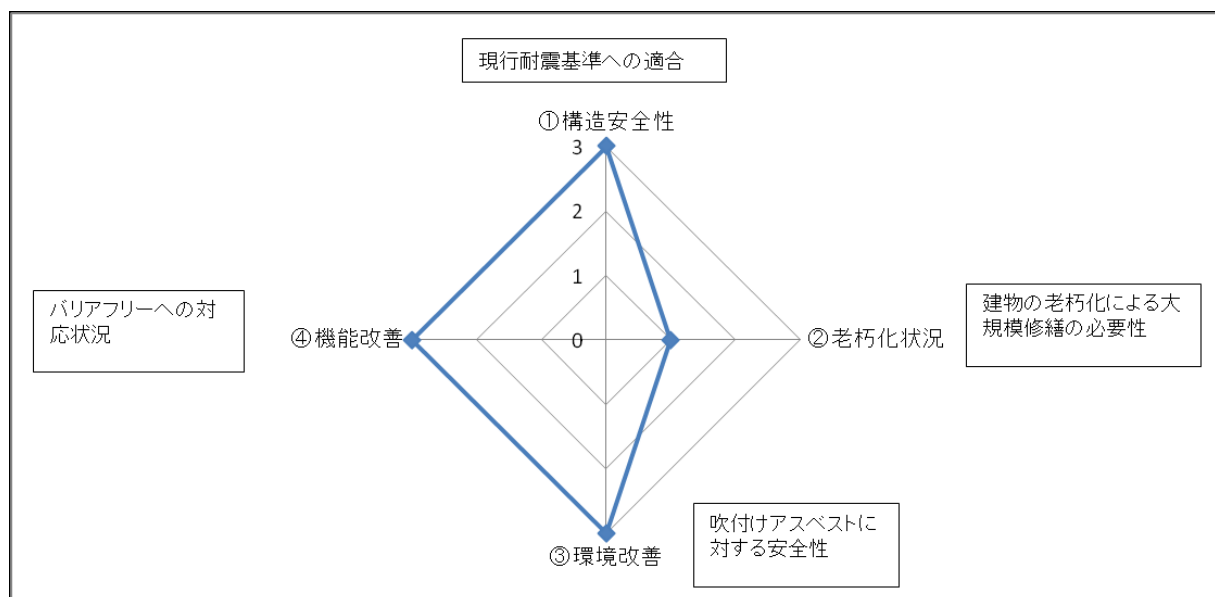 現行耐震基準への適合
①構造安全性
3
2
1
0
バリアフリーへの対
応状況
④機能改善
②老朽化状況
建物の老朽化による大
規模修繕の必要性
③環境改善
吹付けアスベストに
対する安全性